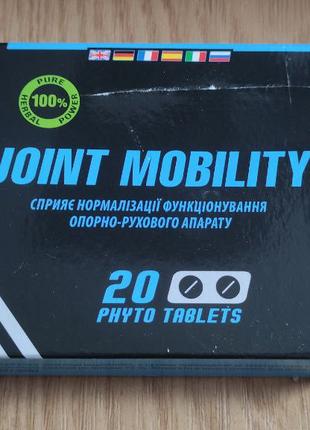 PURE
100%
HERBAL POWER
JOINT MOBILITY
СПРИЯЄ НОРМАЛІЗАЦІЇ ФУНКЦІОНУВАННЯ
ОПОРНО-РУХОВОГО АПАРАТУ
20
PHYTO TABLETS